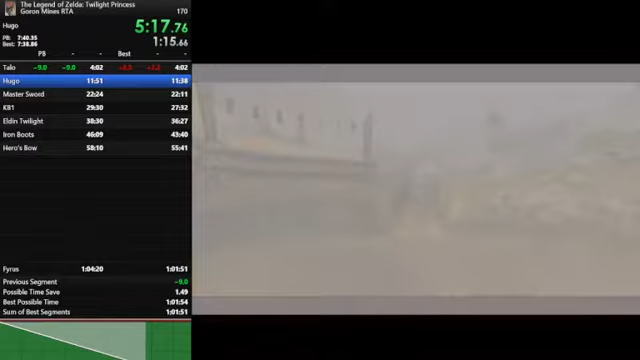 The Legend of Zelda: Twilight Princess
Goron Mines RTA 170
Hugo 5:17.76
PB: 7:40.35
Best: 7:38.86 1:15.66
PB - - Best - -
Talo -9.0 -9.0 4:02 4:02
Hugo 11:51 11:38
Master Sword 22:24 22:11
KB1 29:30 27:32
Eldin Twilight 38:30 36:27
Iron Boots 46:09 43:40
Hero's Bow 58:10 55:41
Fyrus 1:04:20 1:01:51
Previous Segment -9.0
Possible Time Save 1.49
Best Possible Time 1:01:54
Sum of Best Segments 1:01:51